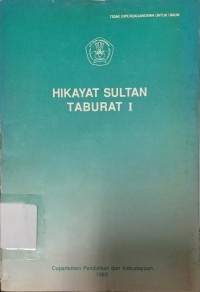 TIDAK DIPERDAGANGKAN UNTUK UMUM
HIKAYAT SULTAN
TABURAT I
Departemen Pendidikan dan Kebudayaan